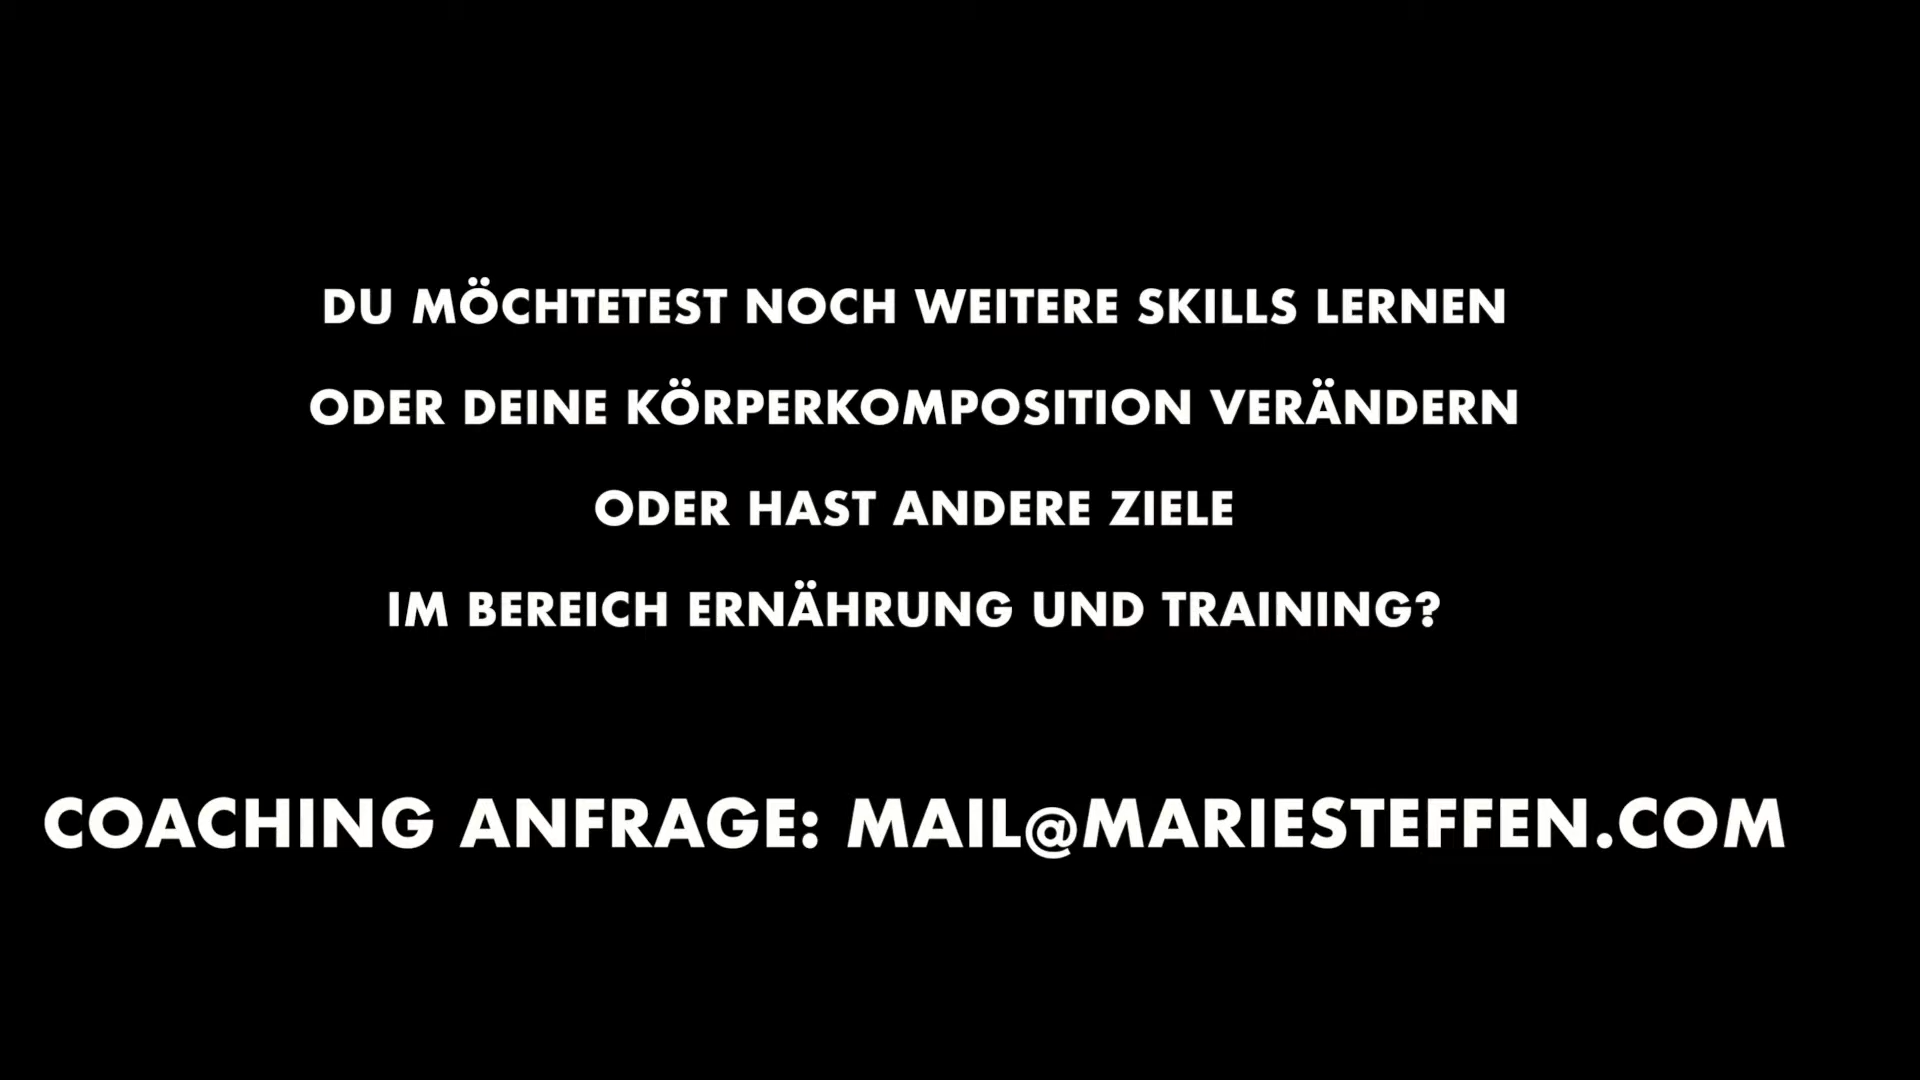 DU MÖCHTETEST NOCH WEITERE SKILLS LERNEN
ODER DEINE KÖRPERKOMPOSITION VERÄNDERN
ODER HAST ANDERE ZIELE
IM BEREICH ERNÄHRUNG UND TRAINING?
COACHING ANFRAGE: MAIL@MARIESTEFFEN.COM